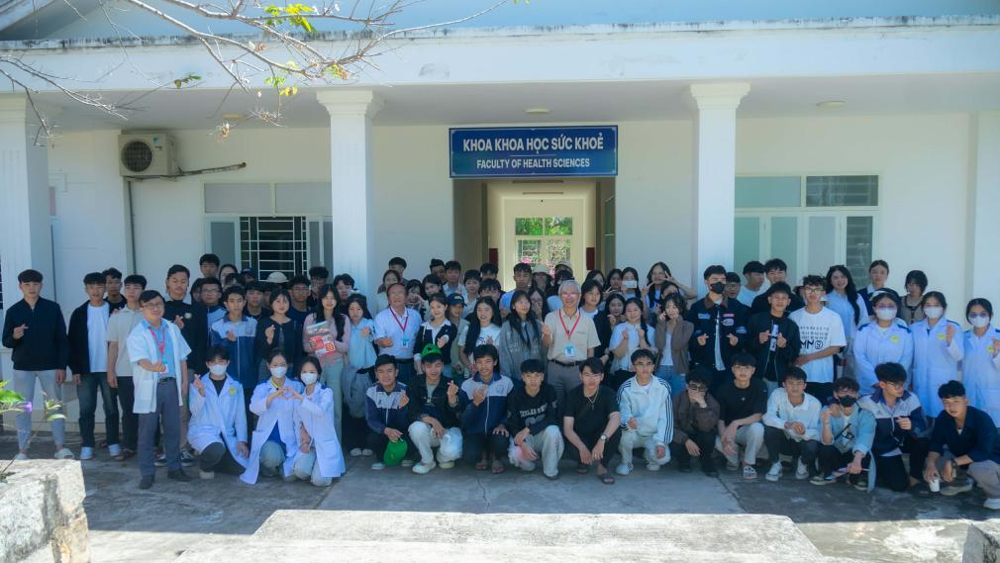 KHOA KHOA HỌC SỨC KHOẺ
FACULTY OF HEALTH SCIENCES